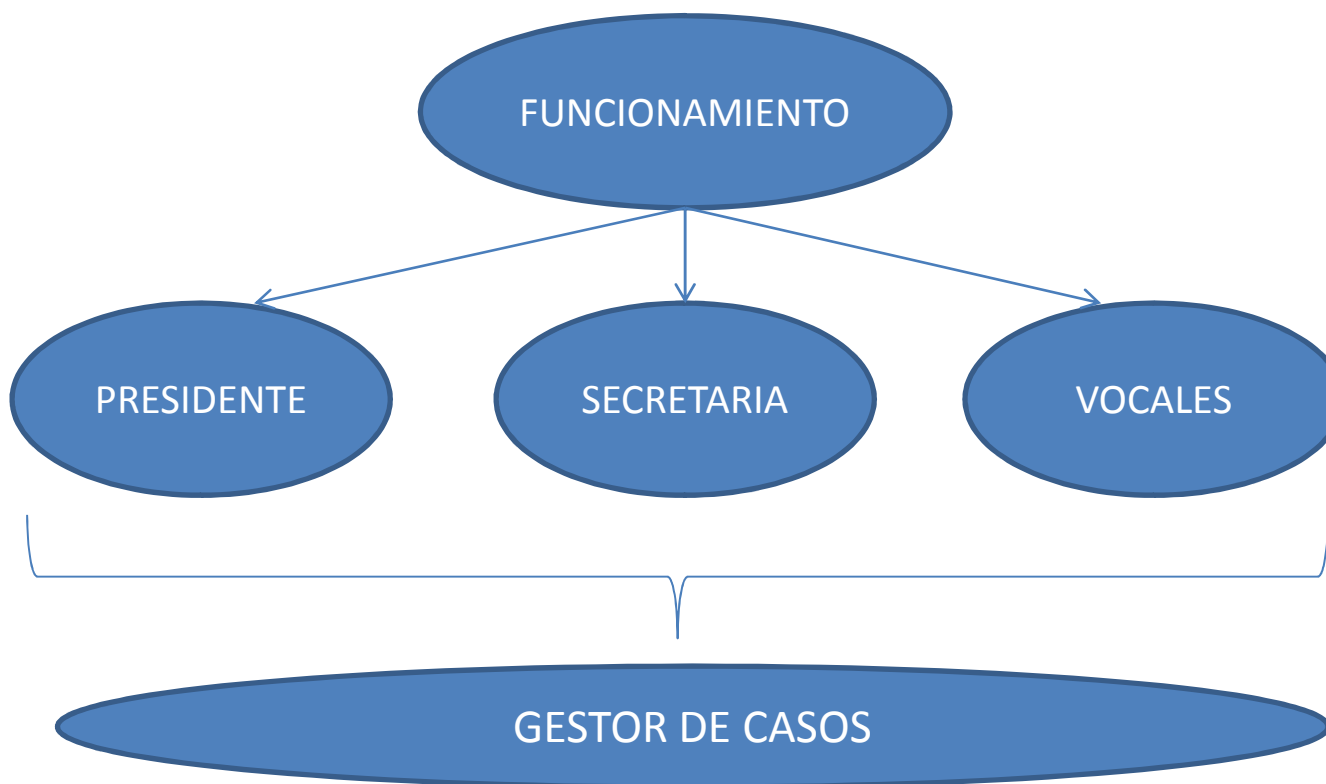 FUNCIONAMIENTO
PRESIDENTE
SECRETARIA
VOCALES
GESTOR DE CASOS